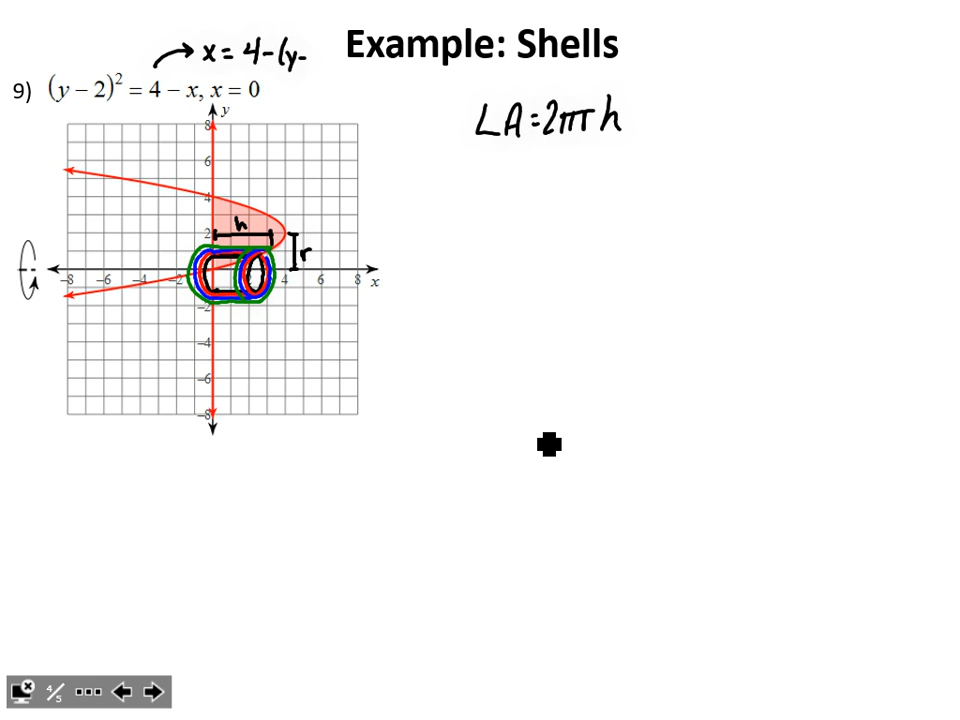 x = 4-(y-
Example: Shells
9) (y − 2)² = 4 − x, x = 0
LA = 2πr h
y
8
6
4
2
h
r
-8 -6 -4 -2 2 4 6 8 x
-2
-4
-6
-8
4/5